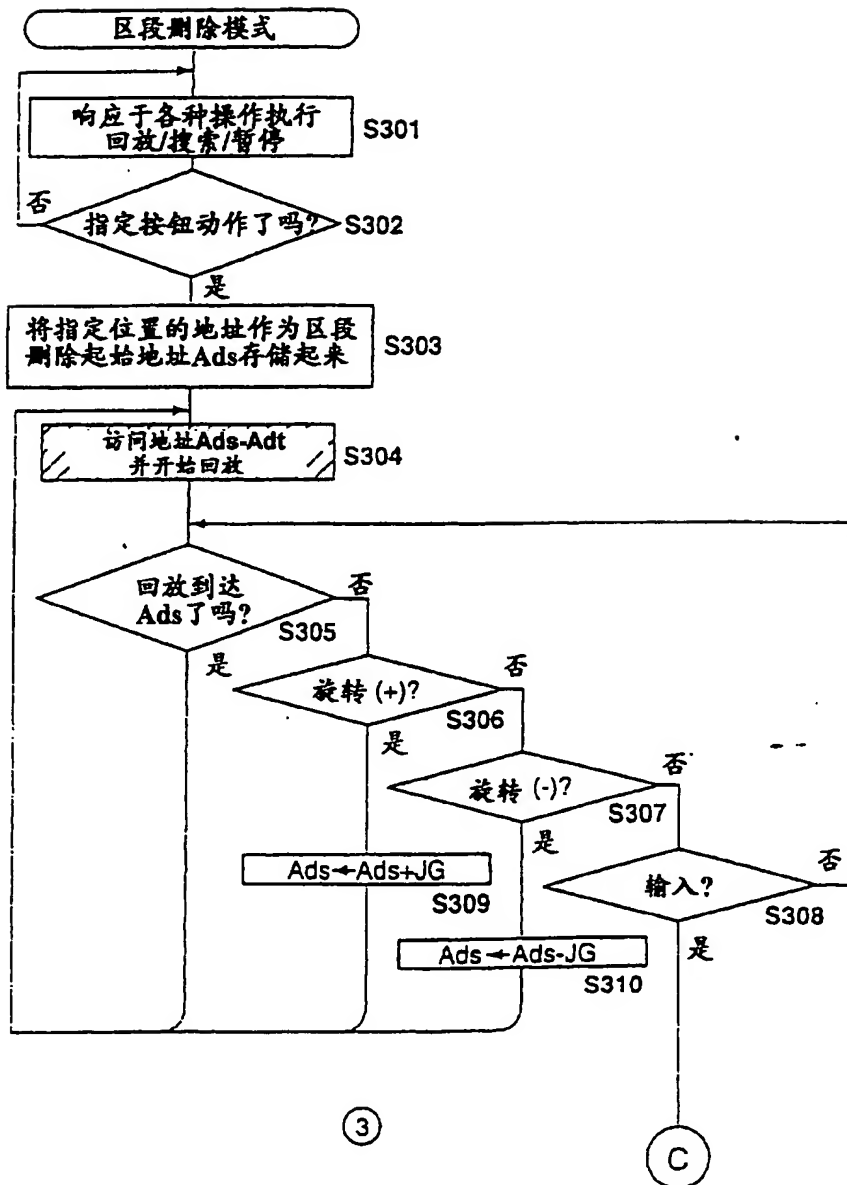 区段删除模式
响应于各种操作执行
回放/搜索/暂停
S301
否
指定按钮动作了吗?
S302
是
将指定位置的地址作为区段
删除起始地址Ads存储起来
S303
访问地址Ads-Adt
并开始回放
S304
回放到达
Ads了吗?
否
S305
是
旋转 (+)?
否
S306
是
旋转 (-)?
否
S307
是
Ads←Ads+JG
S309
输入?
否
S308
是
Ads←Ads-JG
S310
3
C